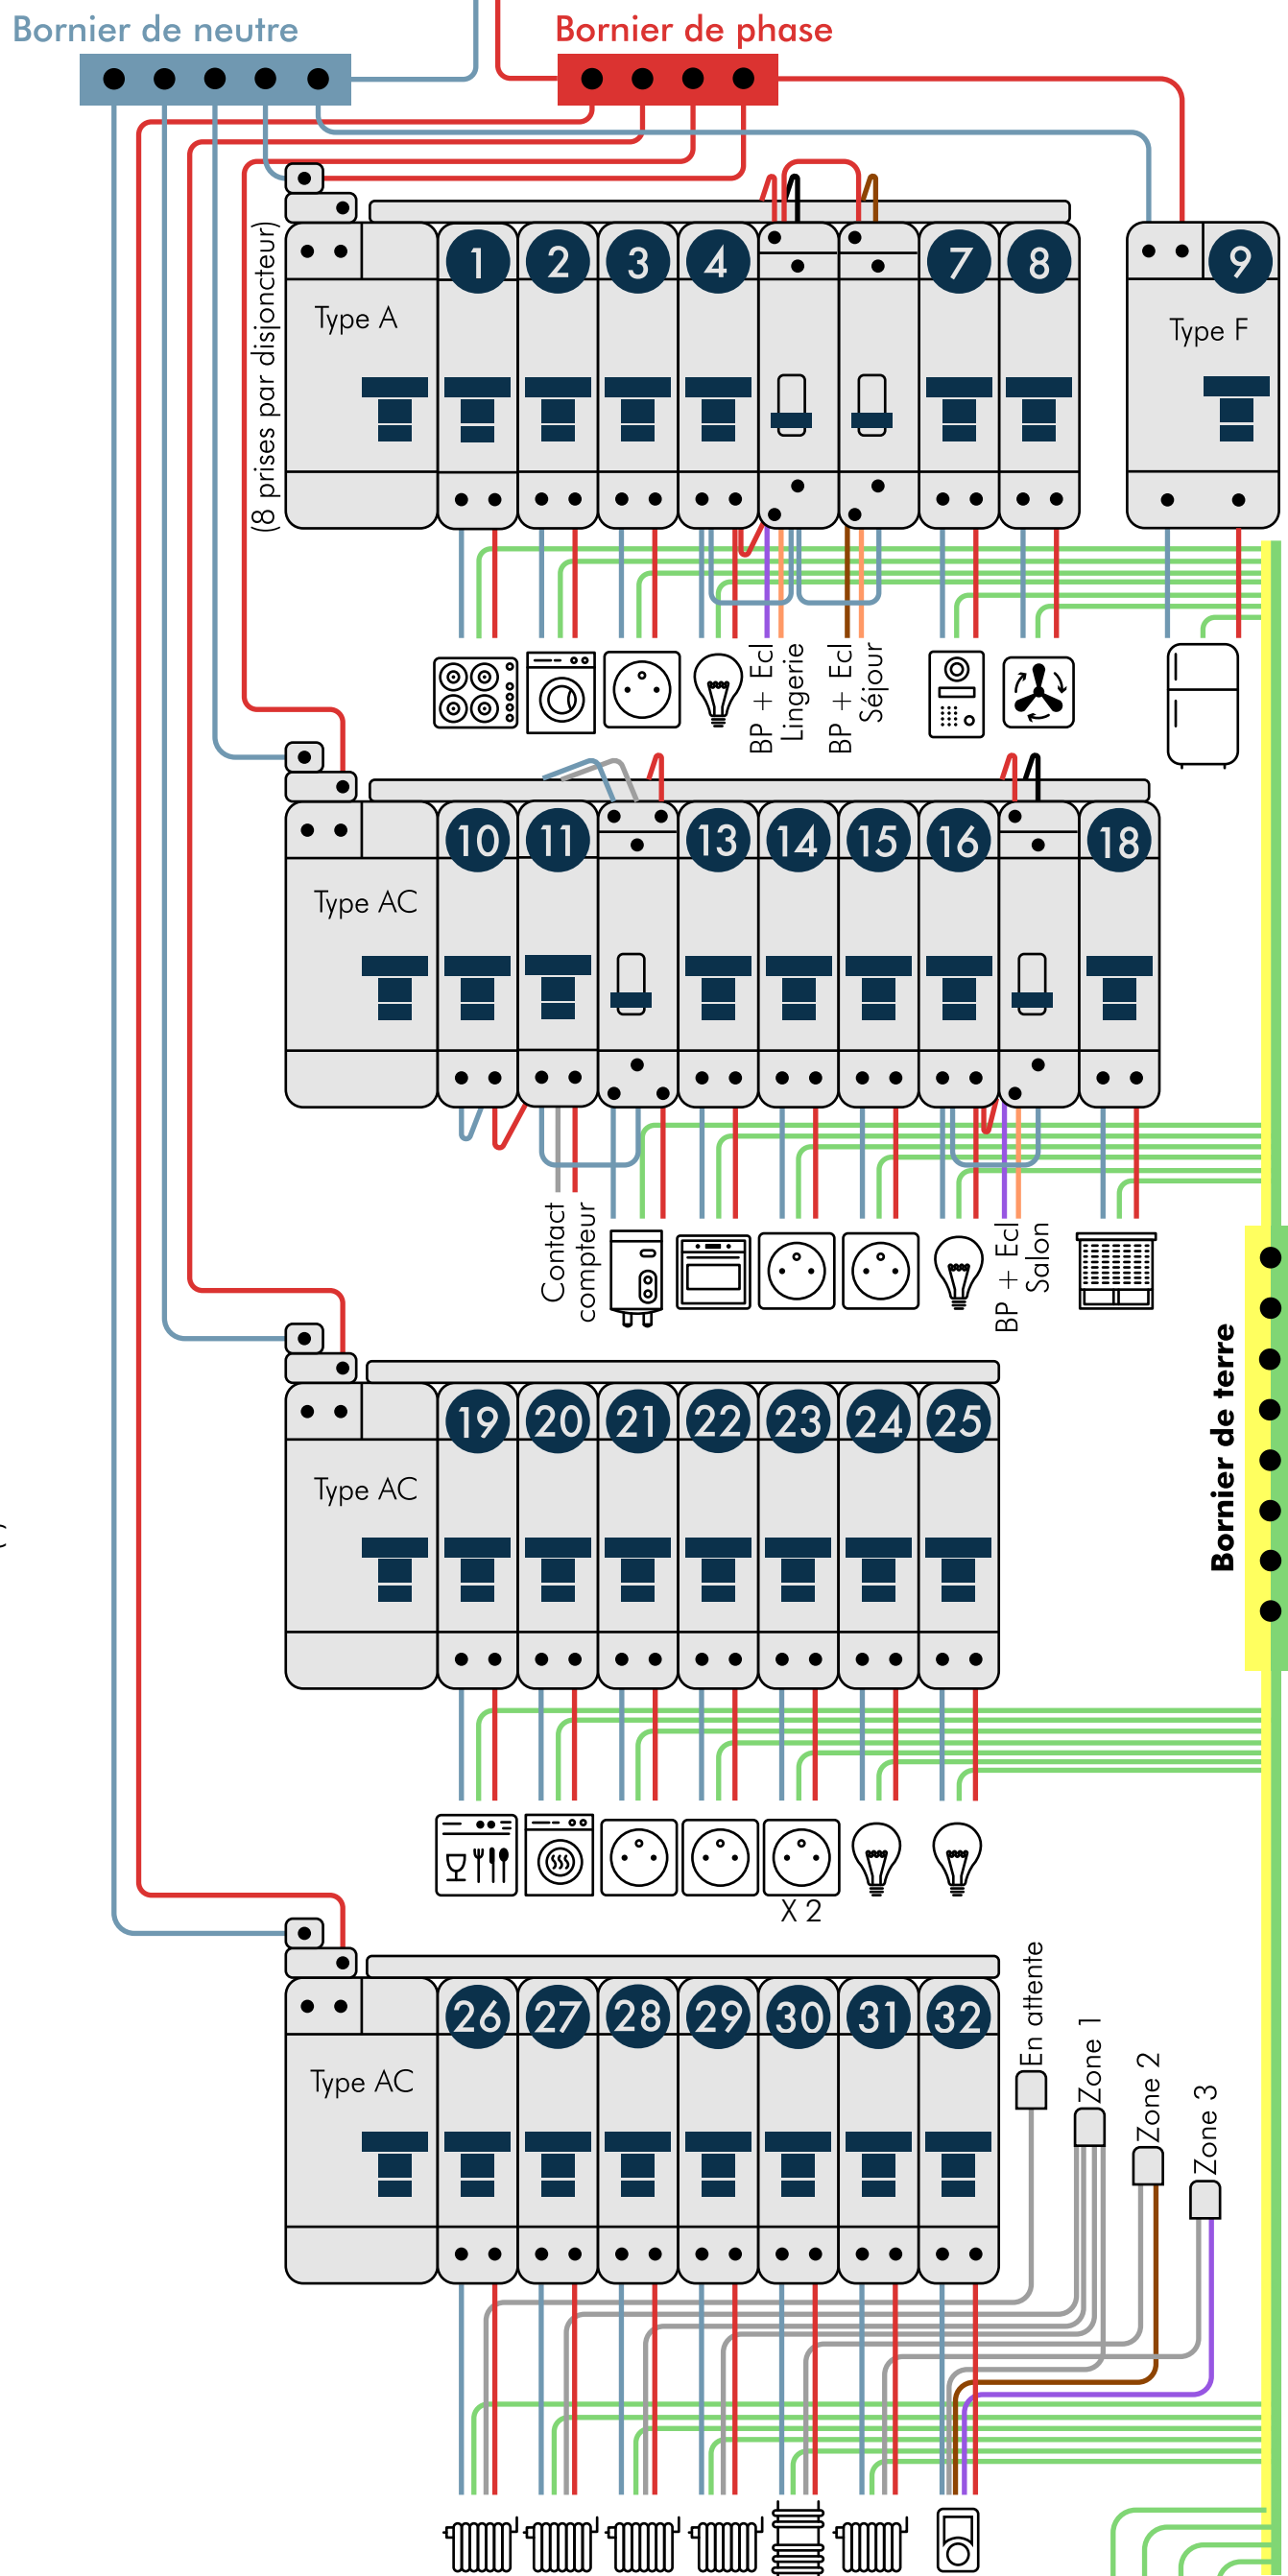 Bornier de neutre
Bornier de phase
(8 prises par disjoncteur)
1 2 3 4 7 8 9
Type A
Type F
BP + Ecl
Lingerie
BP + Ecl
Séjour
10 11 13 14 15 16 18
Type AC
Contact
compteur
BP + Ecl
Salon
Bornier de terre
19 20 21 22 23 24 25
Type AC
X 2
26 27 28 29 30 31 32
Type AC
En attente
Zone 1
Zone 2
Zone 3